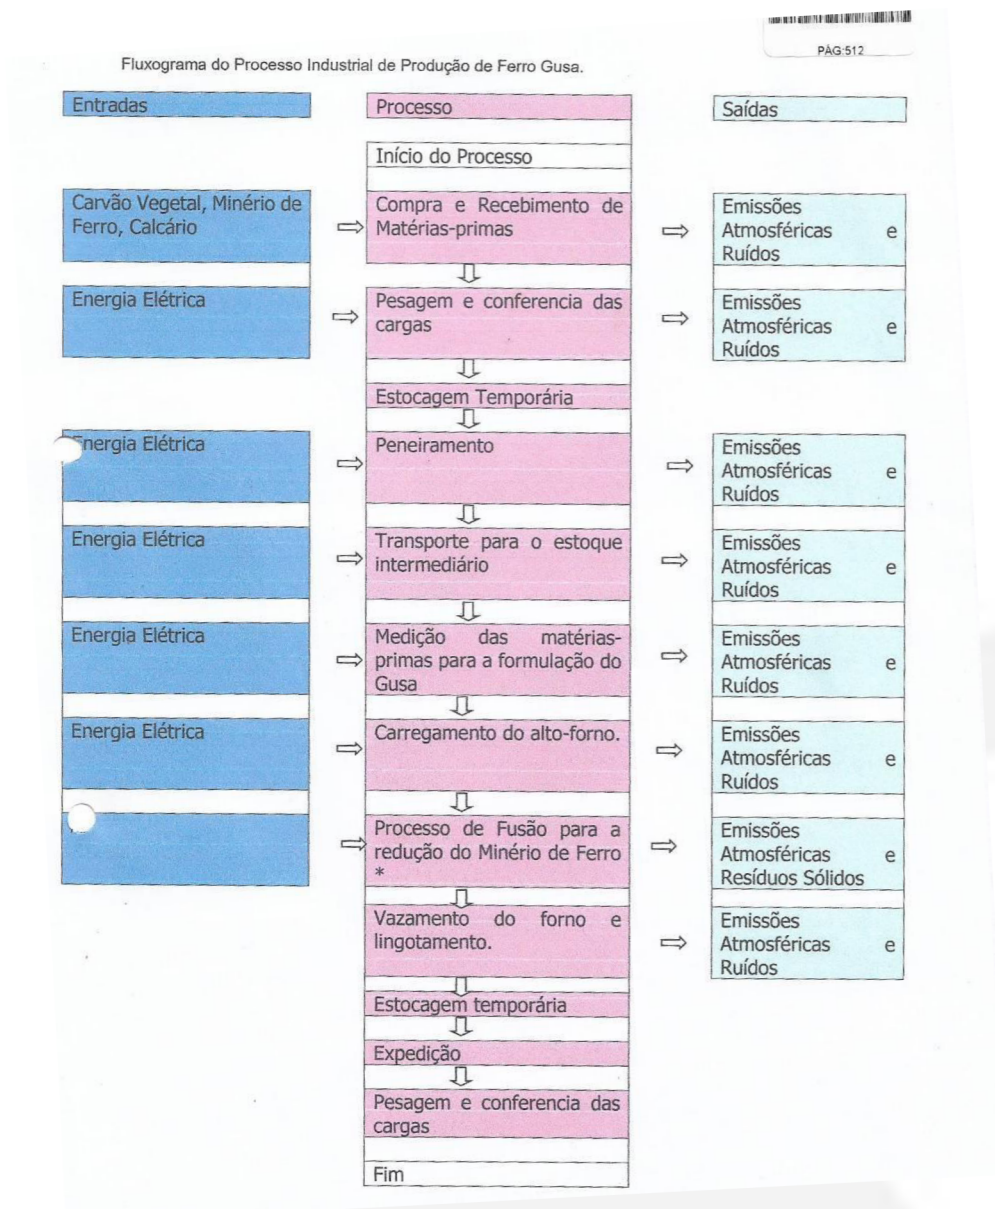 PÁG:512
Fluxograma do Processo Industrial de Produção de Ferro Gusa.
Entradas
Processo
Saídas
Início do Processo
Carvão Vegetal, Minério de
Ferro, Calcário
Compra e Recebimento de
Matérias-primas
Emissões
Atmosféricas e
Ruídos
Energia Elétrica
Pesagem e conferencia das
cargas
Emissões
Atmosféricas e
Ruídos
Estocagem Temporária
Energia Elétrica
Peneiramento
Emissões
Atmosféricas e
Ruídos
Energia Elétrica
Transporte para o estoque
intermediário
Emissões
Atmosféricas e
Ruídos
Energia Elétrica
Medição das matérias-
primas para a formulação do
Gusa
Emissões
Atmosféricas e
Ruídos
Energia Elétrica
Carregamento do alto-forno.
Emissões
Atmosféricas e
Ruídos
Processo de Fusão para a
redução do Minério de Ferro
*
Emissões
Atmosféricas e
Resíduos Sólidos
Vazamento do forno e
lingotamento.
Emissões
Atmosféricas e
Ruídos
Estocagem temporária
Expedição
Pesagem e conferencia das
cargas
Fim